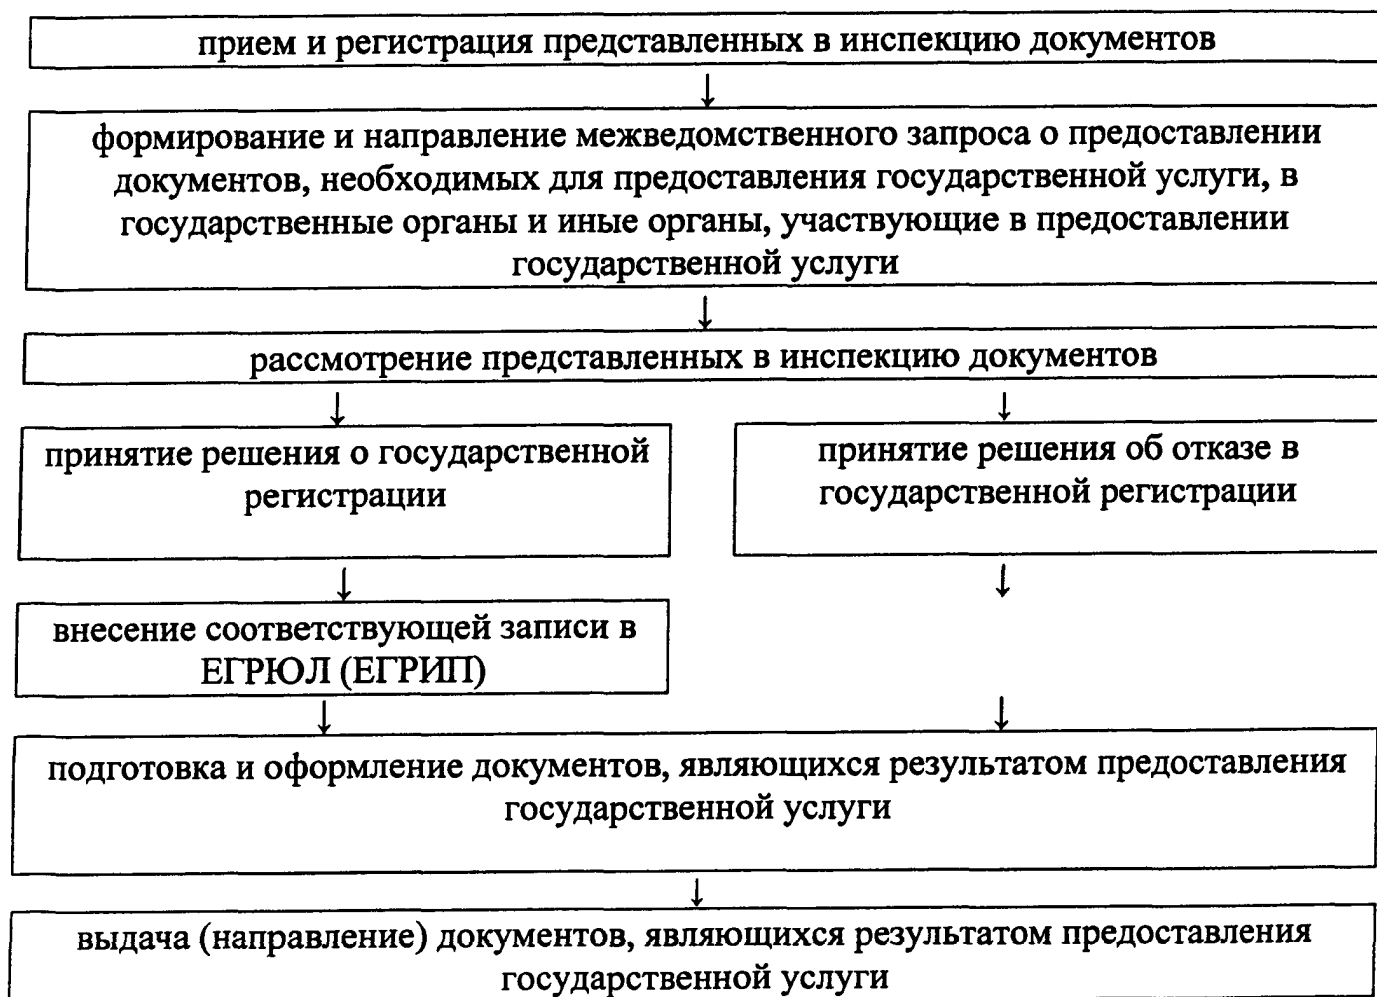 прием и регистрация представленных в инспекцию документов
↓
формирование и направление межведомственного запроса о предоставлении
документов, необходимых для предоставления государственной услуги, в
государственные органы и иные органы, участвующие в предоставлении
государственной услуги
↓
рассмотрение представленных в инспекцию документов
↓ ↓
принятие решения о государственной
регистрации
принятие решения об отказе в
государственной регистрации
↓ ↓
внесение соответствующей записи в
ЕГРЮЛ (ЕГРИП)
↓ ↓
подготовка и оформление документов, являющихся результатом предоставления
государственной услуги
↓
выдача (направление) документов, являющихся результатом предоставления
государственной услуги